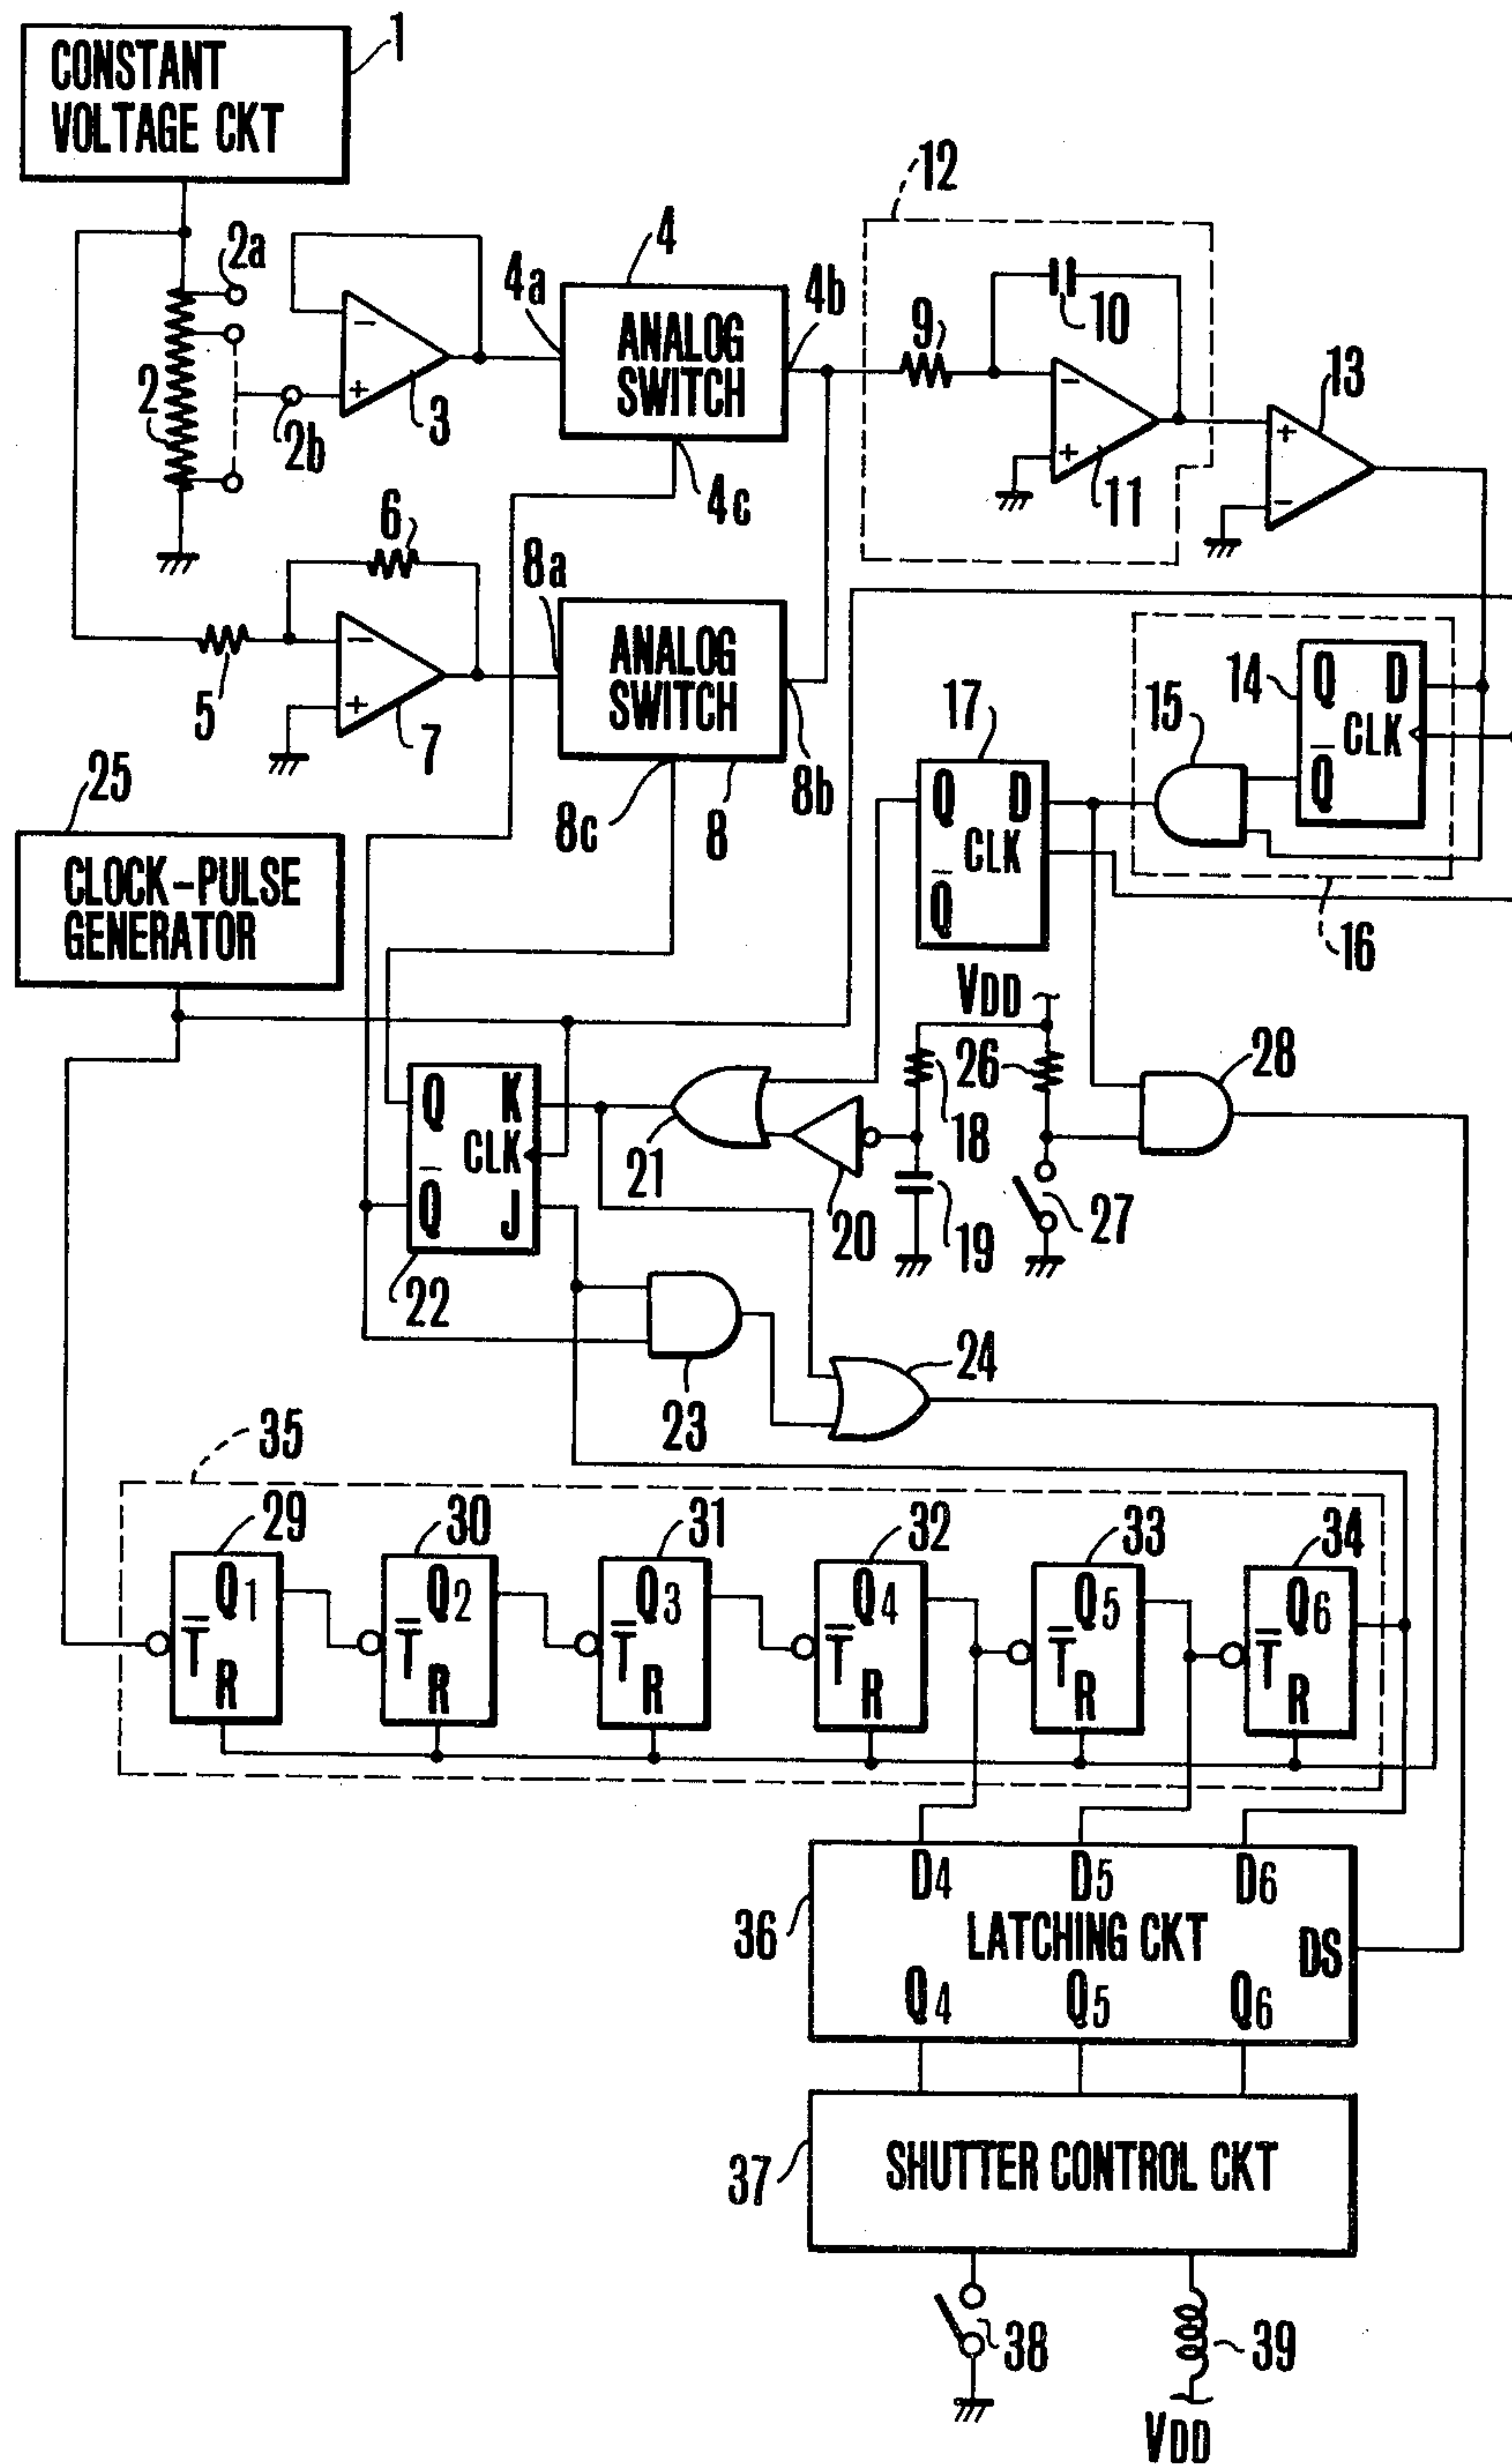 CONSTANT
VOLTAGE CKT
1
12
2a
4
4a
ANALOG
SWITCH
4b
9
10
13
2
2b
3
4c
11
6
8a
ANALOG
SWITCH
5
7
8b
8c
8
17
14
Q D
CLK
Q̅
15
16
25
CLOCK-PULSE
GENERATOR
Q D
CLK
Q̅
VDD
26
28
Q K
CLK
Q̅ J
21
18
20
19
27
22
23
24
35
29
30
31
32
33
34
Q1
T̅
R
Q2
T̅
R
Q3
T̅
R
Q4
T̅
R
Q5
T̅
R
Q6
T̅
R
D4 D5 D6
36
LATCHING CKT
DS
Q4 Q5 Q6
37
SHUTTER CONTROL CKT
38
39
VDD